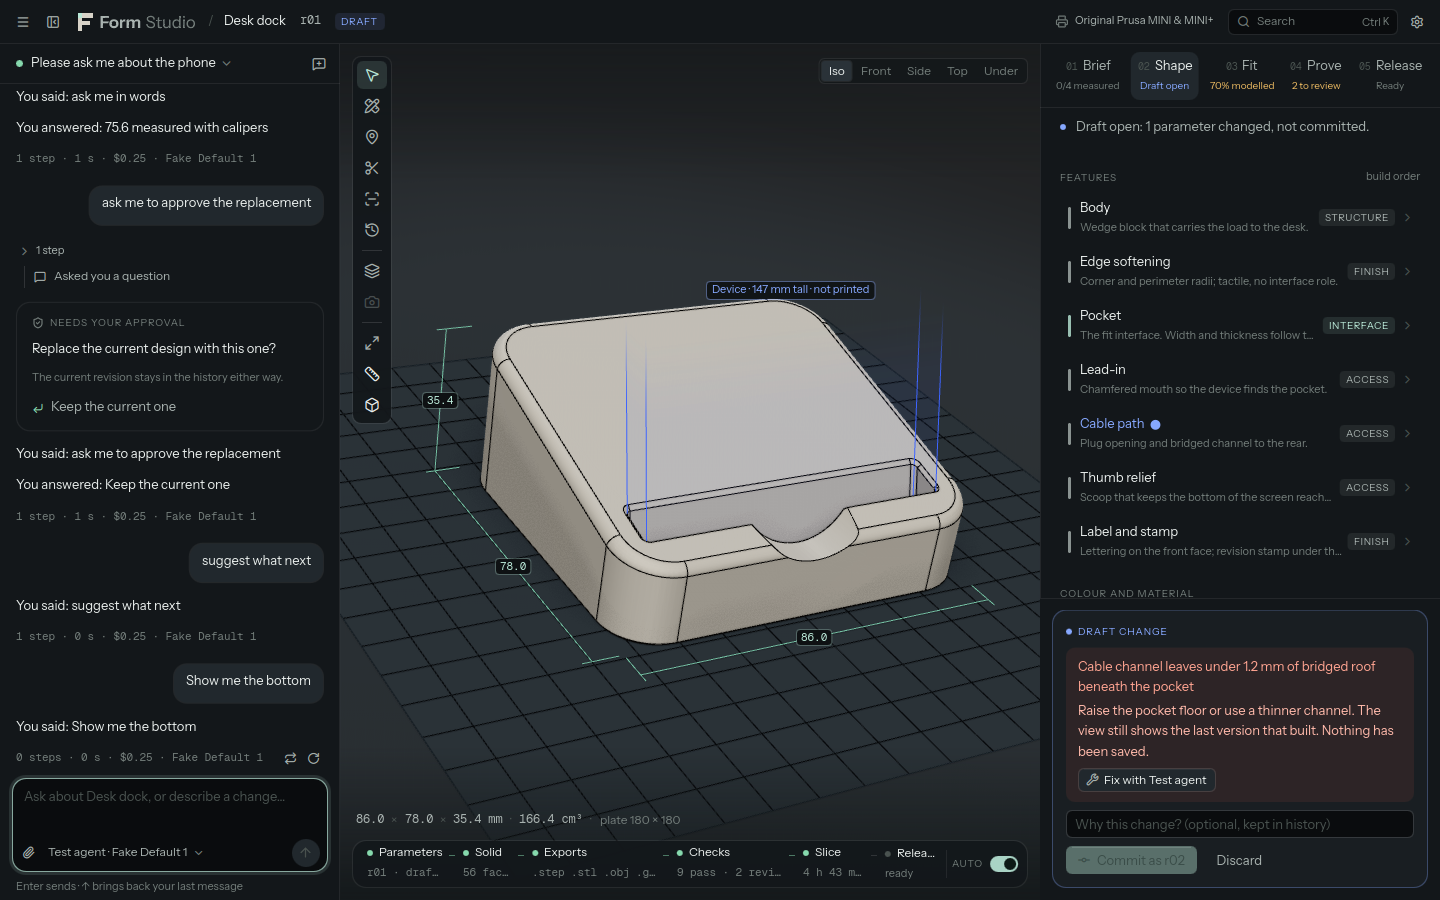 Form Studio / Desk dock r01 DRAFT
Original Prusa MINI & MINI+
Search Ctrl K
Please ask me about the phone
You said: ask me in words
You answered: 75.6 measured with calipers
1 step · 1 s · $0.25 · Fake Default 1
ask me to approve the replacement
1 step
Asked you a question
NEEDS YOUR APPROVAL
Replace the current design with this one?
The current revision stays in the history either way.
Keep the current one
You said: ask me to approve the replacement
You answered: Keep the current one
1 step · 1 s · $0.25 · Fake Default 1
suggest what next
You said: suggest what next
1 step · 0 s · $0.25 · Fake Default 1
Show me the bottom
You said: Show me the bottom
0 steps · 0 s · $0.25 · Fake Default 1
Ask about Desk dock, or describe a change...
Test agent · Fake Default 1
Enter sends · ↑ brings back your last message
Iso Front Side Top Under
Device · 147 mm tall · not printed
35.4
78.0
86.0
86.0 × 78.0 × 35.4 mm · 166.4 cm³ · plate 180 × 180
Parameters
r01 · draf…
Solid
56 fac…
Exports
.step .stl .obj .g…
Checks
9 pass · 2 revi…
Slice
4 h 43 m…
Relea…
ready
AUTO
01 Brief
0/4 measured
02 Shape
Draft open
03 Fit
70% modelled
04 Prove
2 to review
05 Release
Ready
Draft open: 1 parameter changed, not committed.
FEATURES
build order
Body
Wedge block that carries the load to the desk.
STRUCTURE
Edge softening
Corner and perimeter radii; tactile, no interface role.
FINISH
Pocket
The fit interface. Width and thickness follow t…
INTERFACE
Lead-in
Chamfered mouth so the device finds the pocket.
ACCESS
Cable path
Plug opening and bridged channel to the rear.
ACCESS
Thumb relief
Scoop that keeps the bottom of the screen reach…
ACCESS
Label and stamp
Lettering on the front face; revision stamp under th…
FINISH
COLOUR AND MATERIAL
DRAFT CHANGE
Cable channel leaves under 1.2 mm of bridged roof
beneath the pocket
Raise the pocket floor or use a thinner channel. The
view still shows the last version that built. Nothing has
been saved.
Fix with Test agent
Why this change? (optional, kept in history)
Commit as r02
Discard